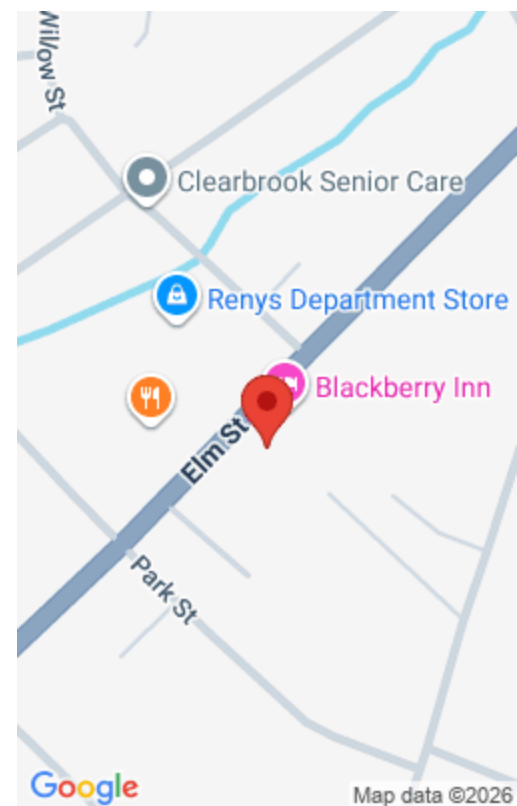 Willow St
Clearbrook Senior Care
Renys Department Store
Blackberry Inn
Elm St
Park St
Google
Map data ©2026